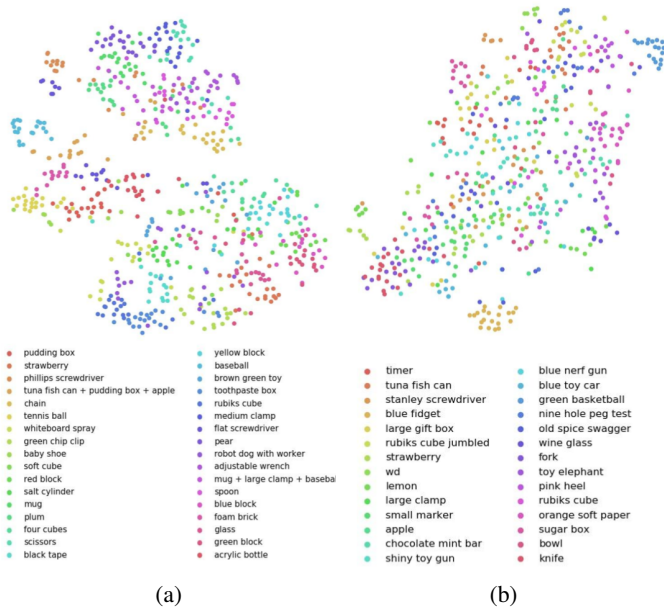 pudding box
strawberry
phillips screwdriver
tuna fish can + pudding box + apple
chain
tennis ball
whiteboard spray
green chip clip
baby shoe
soft cube
red block
salt cylinder
mug
plum
four cubes
scissors
black tape
yellow block
baseball
brown green toy
toothpaste box
rubiks cube
medium clamp
flat screwdriver
pear
robot dog with worker
adjustable wrench
mug + large clamp + basebal
spoon
blue block
foam brick
glass
green block
acrylic bottle
timer
tuna fish can
stanley screwdriver
blue fidget
large gift box
rubiks cube jumbled
strawberry
wd
lemon
large clamp
small marker
apple
chocolate mint bar
shiny toy gun
blue nerf gun
blue toy car
green basketball
nine hole peg test
old spice swagger
wine glass
fork
toy elephant
pink heel
rubiks cube
orange soft paper
sugar box
bowl
knife
(a)
(b)